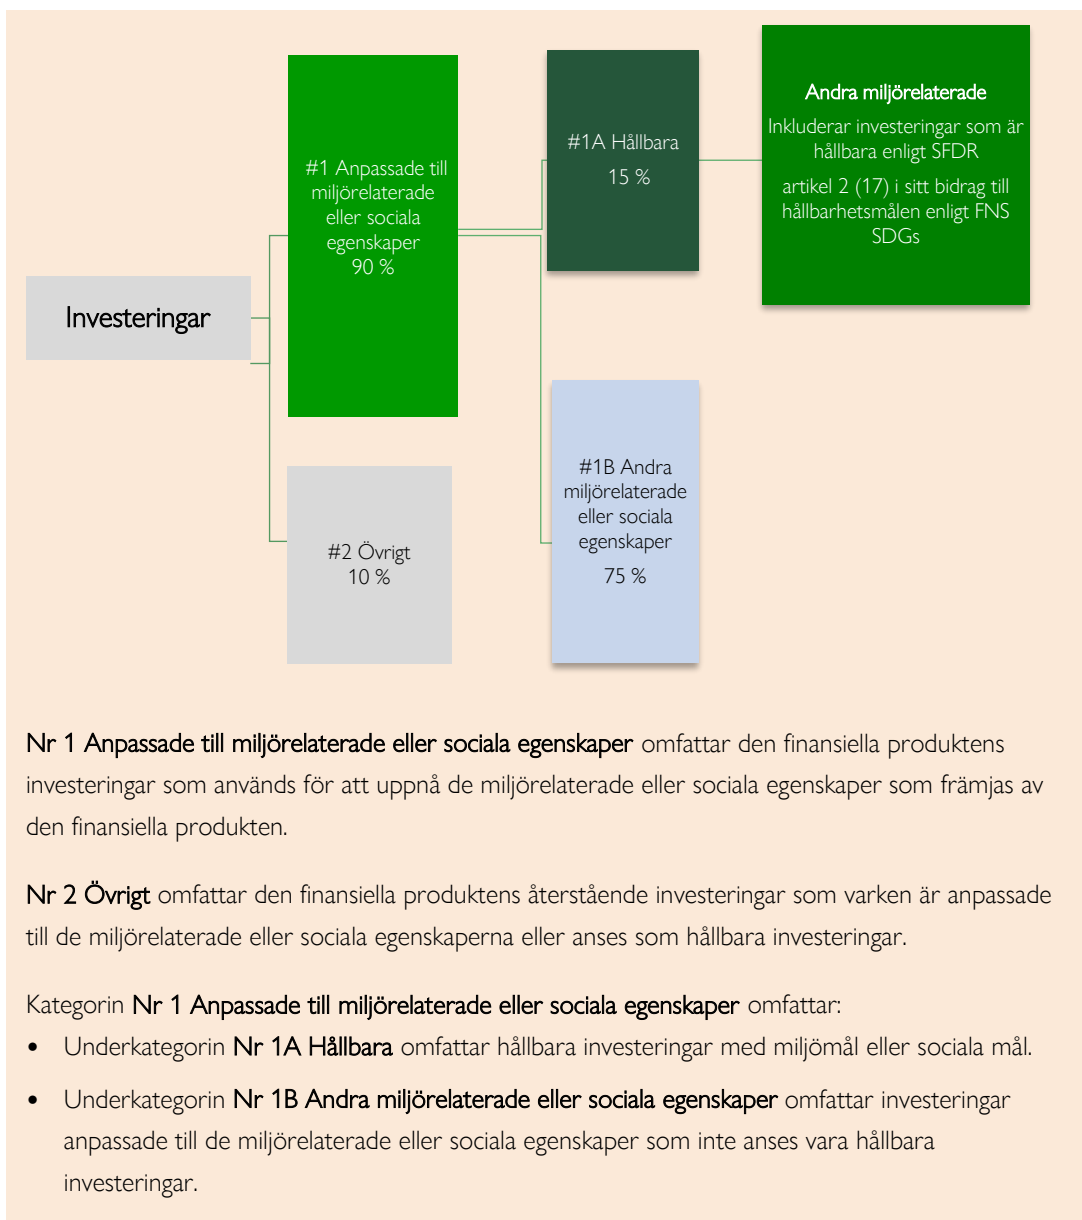 Investeringar
#1 Anpassade till
miljörelaterade
eller sociala
egenskaper
90 %
#2 Övrigt
10 %
#1A Hållbara
15 %
#1B Andra
miljörelaterade
eller sociala
egenskaper
75 %
Andra miljörelaterade
Inkluderar investeringar som är
hållbara enligt SFDR
artikel 2 (17) i sitt bidrag till
hållbarhetsmålen enligt FNS
SDGs
Nr 1 Anpassade till miljörelaterade eller sociala egenskaper omfattar den finansiella produktens
investeringar som används för att uppnå de miljörelaterade eller sociala egenskaper som främjas av
den finansiella produkten.
Nr 2 Övrigt omfattar den finansiella produktens återstående investeringar som varken är anpassade
till de miljörelaterade eller sociala egenskaperna eller anses som hållbara investeringar.
Kategorin Nr 1 Anpassade till miljörelaterade eller sociala egenskaper omfattar:
• Underkategorin Nr 1A Hållbara omfattar hållbara investeringar med miljömål eller sociala mål.
• Underkategorin Nr 1B Andra miljörelaterade eller sociala egenskaper omfattar investeringar
anpassade till de miljörelaterade eller sociala egenskaper som inte anses vara hållbara
investeringar.